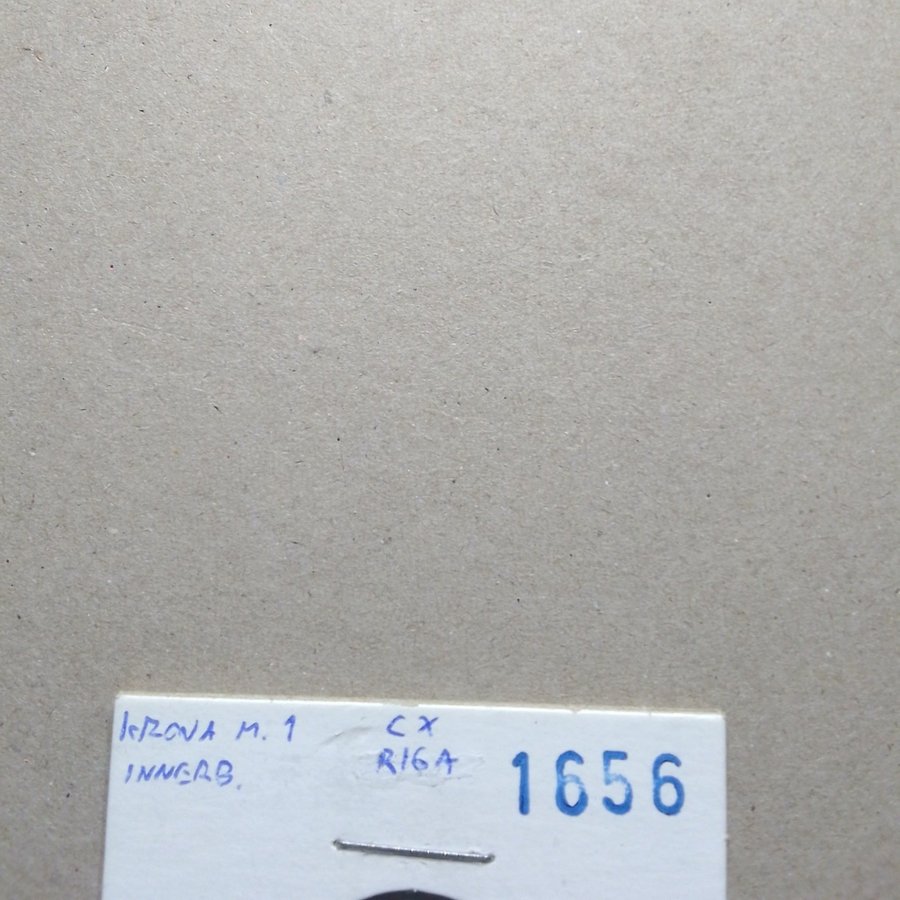 KRONA M. 1
INNERB.
CX
RIGA
1656